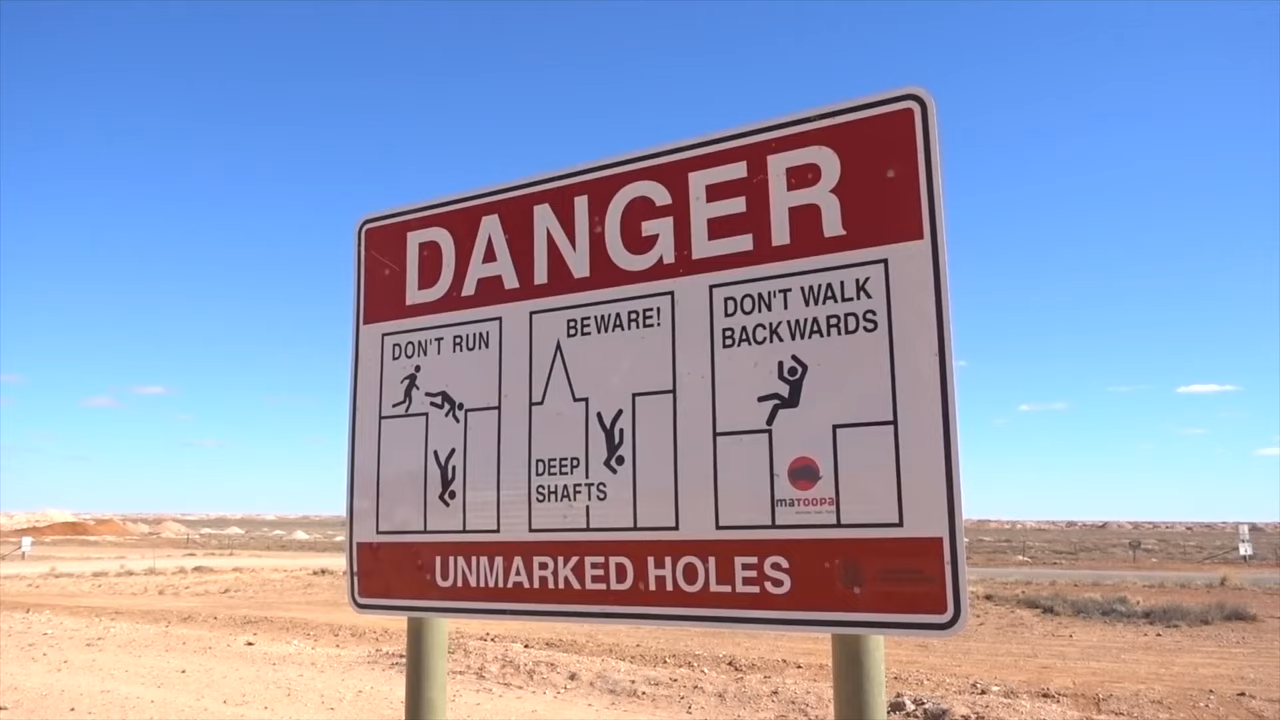 DANGER
DON'T RUN
BEWARE!
DEEP
SHAFTS
DON'T WALK
BACKWARDS
maTOOPa
UNMARKED HOLES